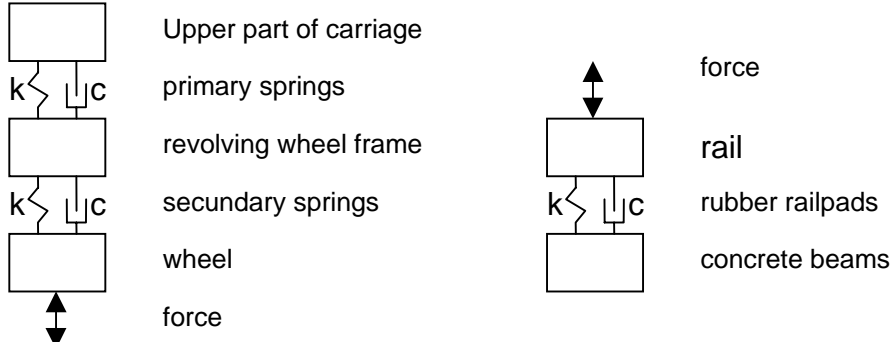 Upper part of carriage
k c primary springs
revolving wheel frame
k c secundary springs
wheel
force
force
rail
k c rubber railpads
concrete beams